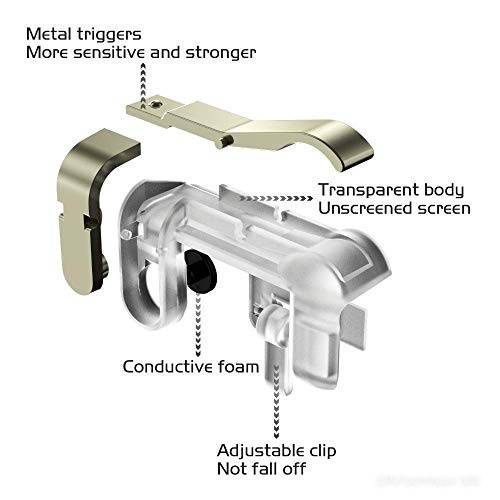 Metal triggers
More sensitive and stronger
Transparent body
Unscreened screen
Conductive foam
Adjustable clip
Not fall off